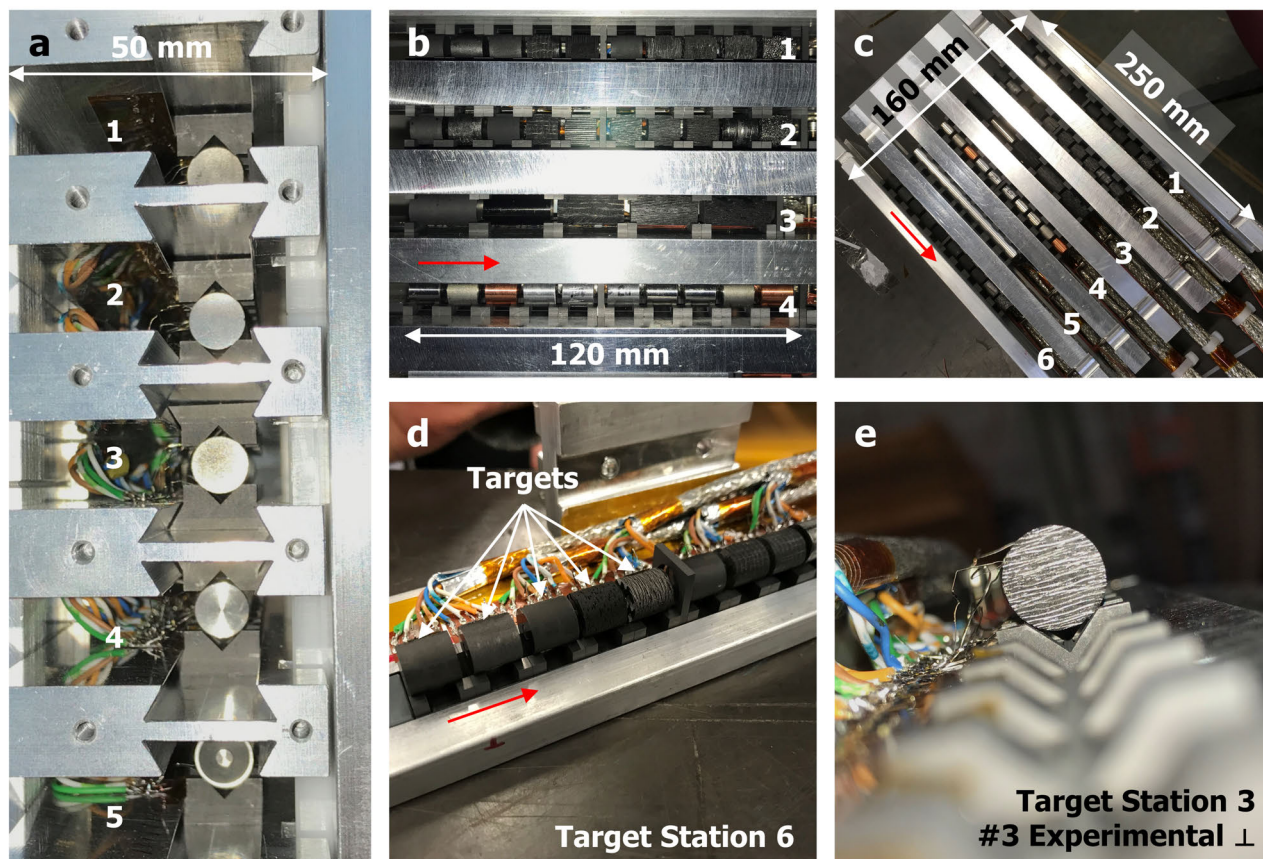 a
50 mm
1
2
3
4
5
b
1
2
3
4
120 mm
c
160 mm
250 mm
1
2
3
4
5
6
d
Targets
Target Station 6
e
Target Station 3
#3 Experimental ⊥